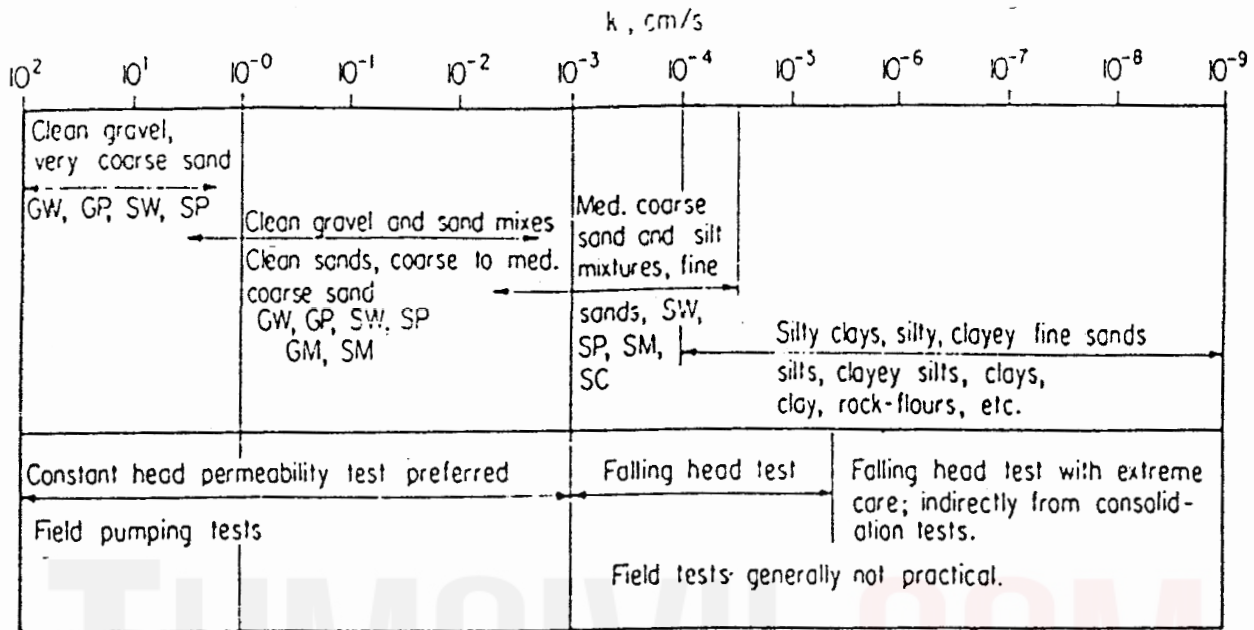 k, cm/s
10² 10¹ 10⁻⁰ 10⁻¹ 10⁻² 10⁻³ 10⁻⁴ 10⁻⁵ 10⁻⁶ 10⁻⁷ 10⁻⁸ 10⁻⁹
Clean gravel,
very coarse sand
GW, GP, SW, SP
Clean gravel and sand mixes
Clean sands, coarse to med.
coarse sand
GW, GP, SW, SP
GM, SM
Med. coarse
sand and silt
mixtures, fine
sands, SW,
SP, SM,
SC
Silty clays, silty, clayey fine sands
silts, clayey silts, clays,
clay, rock-flours, etc.
Constant head permeability test preferred
Field pumping tests
Falling head test
Falling head test with extreme
care; indirectly from consolid-
ation tests.
Field tests- generally not practical.
TUMCIVIL.COM